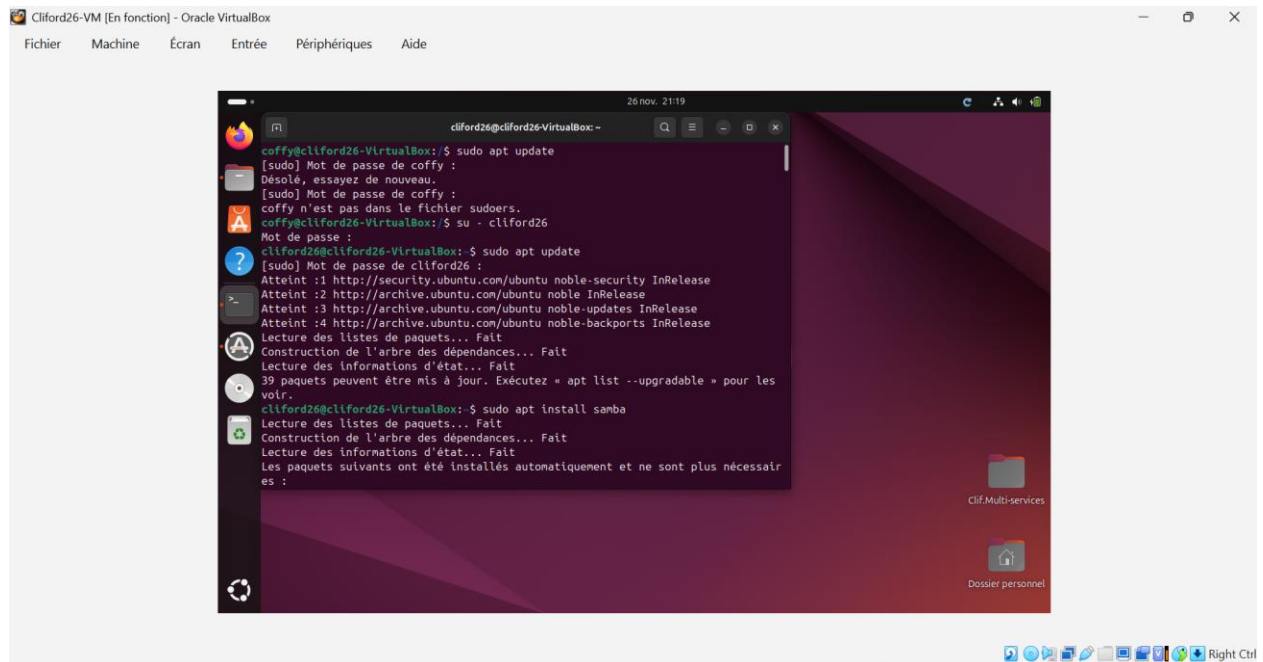 Cliford26-VM [En fonction] - Oracle VirtualBox
Fichier Machine Écran Entrée Périphériques Aide
26 nov. 21:19
cliford26@cliford26-VirtualBox: ~
coffy@cliford26-VirtualBox:/$ sudo apt update
[sudo] Mot de passe de coffy :
Désolé, essayez de nouveau.
[sudo] Mot de passe de coffy :
coffy n'est pas dans le fichier sudoers.
coffy@cliford26-VirtualBox:/$ su - cliford26
Mot de passe :
cliford26@cliford26-VirtualBox:~$ sudo apt update
[sudo] Mot de passe de cliford26 :
Atteint :1 http://security.ubuntu.com/ubuntu noble-security InRelease
Atteint :2 http://archive.ubuntu.com/ubuntu noble InRelease
Atteint :3 http://archive.ubuntu.com/ubuntu noble-updates InRelease
Atteint :4 http://archive.ubuntu.com/ubuntu noble-backports InRelease
Lecture des listes de paquets... Fait
Construction de l'arbre des dépendances... Fait
Lecture des informations d'état... Fait
39 paquets peuvent être mis à jour. Exécutez « apt list --upgradable » pour les
voir.
cliford26@cliford26-VirtualBox:~$ sudo apt install samba
Lecture des listes de paquets... Fait
Construction de l'arbre des dépendances... Fait
Lecture des informations d'état... Fait
Les paquets suivants ont été installés automatiquement et ne sont plus nécessair
es :
Clif.Multi-services
Dossier personnel
Right Ctrl